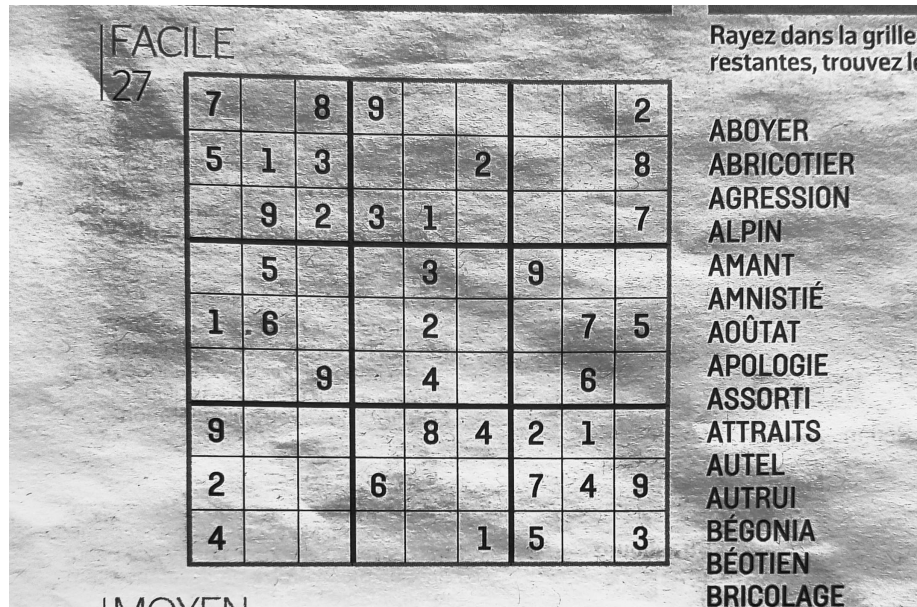 FACILE
27
7 8 9 2
5 1 3 2 8
9 2 3 1 7
5 3 9
1 6 2 7 5
9 4 6
9 8 4 2 1
2 6 7 4 9
4 1 5 3
MOYEN
Rayez dans la grille
restantes, trouvez
ABOYER
ABRICOTIER
AGRESSION
ALPIN
AMANT
AMNISTIÉ
AOÛTAT
APOLOGIE
ASSORTI
ATTRAITS
AUTEL
AUTRUI
BÉGONIA
BÉOTIEN
BRICOLAGE